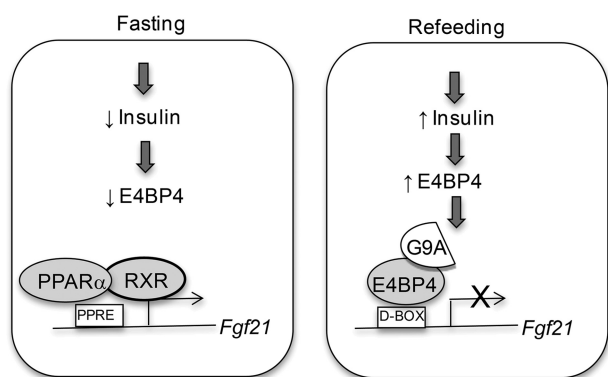 Fasting
↓ Insulin
↓ E4BP4
PPARα
RXR
PPRE
Fgf21
Refeeding
↑ Insulin
↑ E4BP4
G9A
E4BP4
D-BOX
X
Fgf21